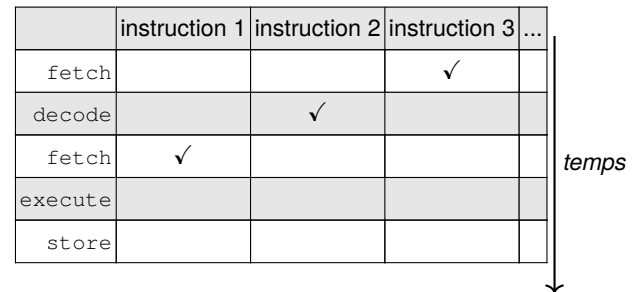 instruction 1 instruction 2 instruction 3 ...
fetch ✓
decode ✓
fetch ✓
temps
execute
store